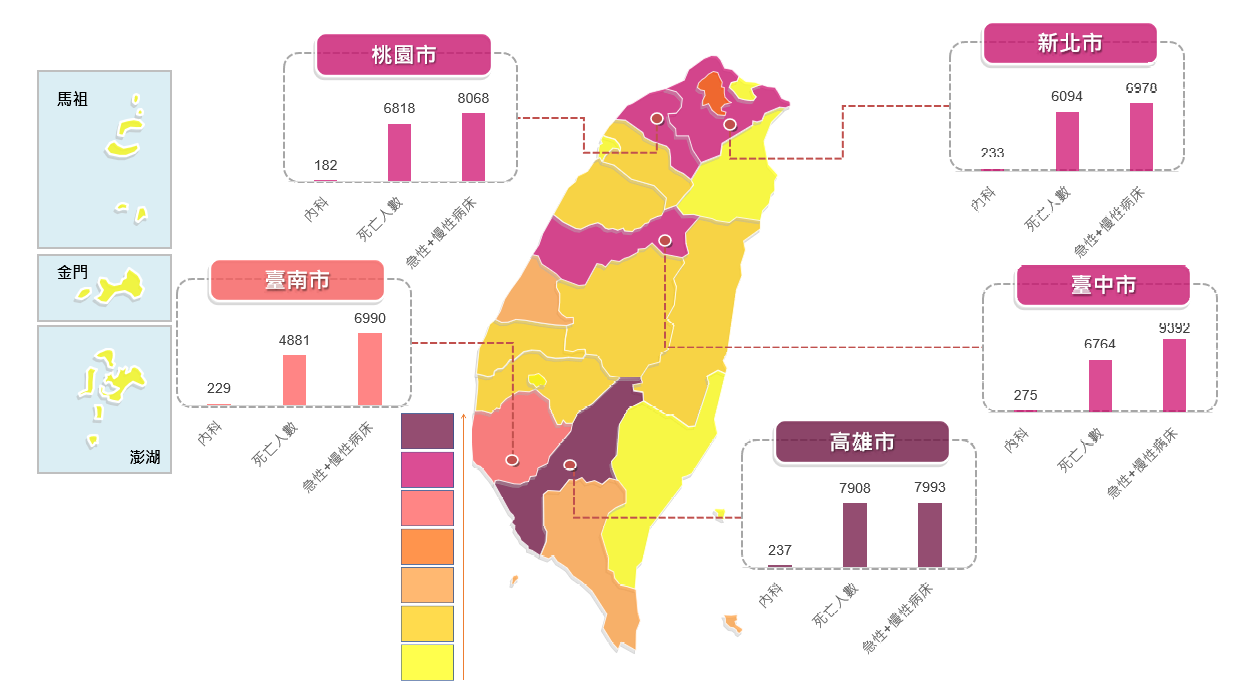 桃園市
8068
6818
182
內科
死亡人數
急性+慢性病床
新北市
6978
6094
233
內科
死亡人數
急性+慢性病床
馬祖
金門
澎湖
臺南市
6990
4881
229
內科
死亡人數
急性+慢性病床
臺中市
9392
6764
275
內科
死亡人數
急性+慢性病床
高雄市
7908
7993
237
內科
死亡人數
急性+慢性病床